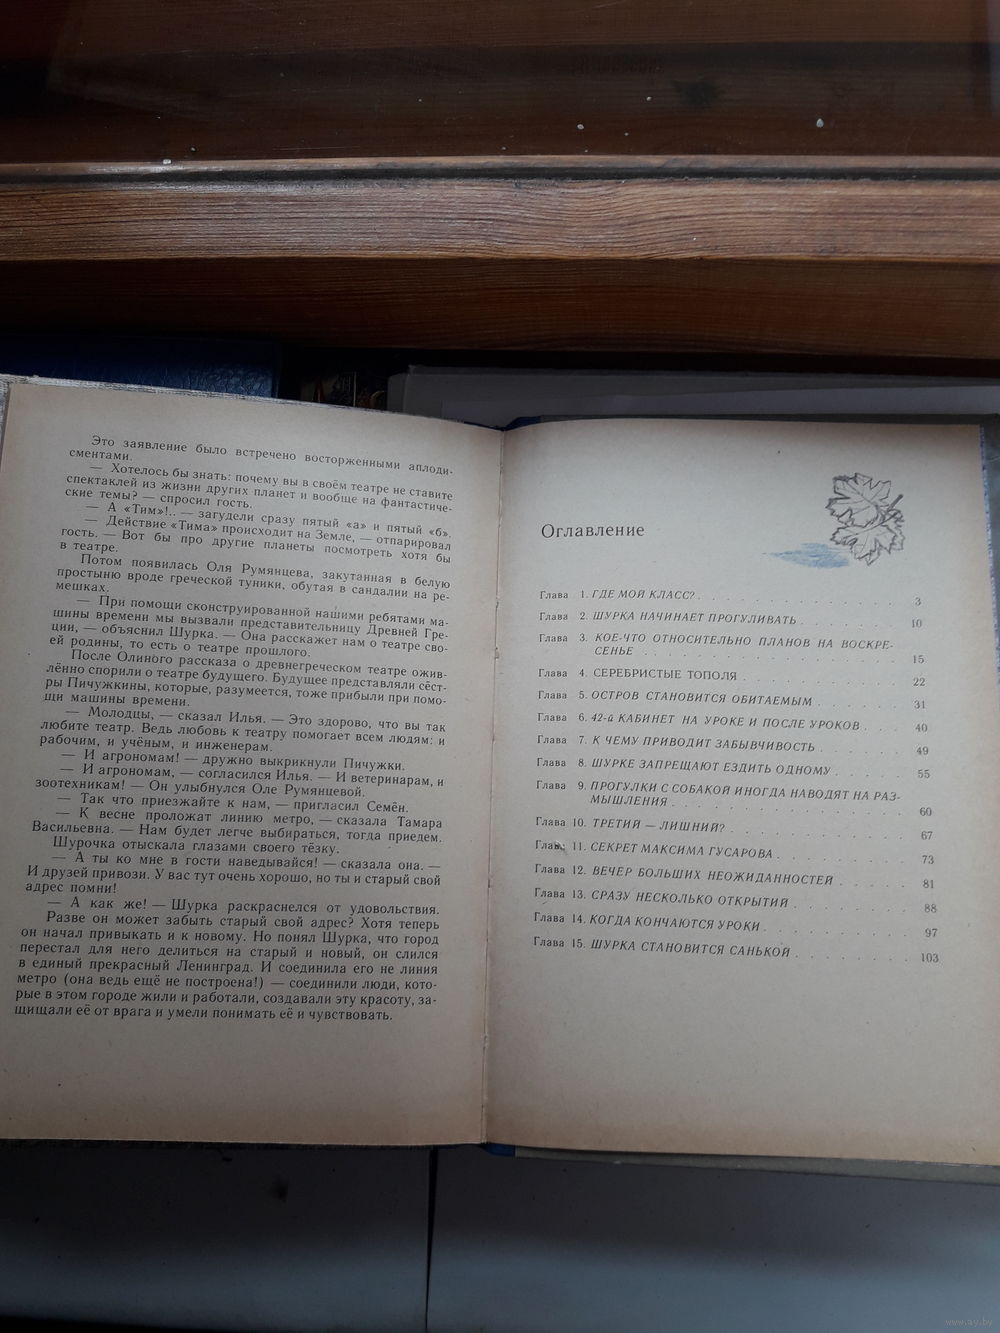 Это заявление было встречено восторженными аплоди-
сментами.
— Хотелось бы знать: почему вы в своём театре не ставите
спектаклей из жизни других планет и вообще на фантастиче-
ские темы? — спросил гость.
— А «Тим»!.. — загудели сразу пятый «а» и пятый «б».
— Действие «Тима» происходит на Земле, — отпарировал
гость. — Вот бы про другие планеты посмотреть хотя бы
в театре.
Потом появилась Оля Румянцева, закутанная в белую
простыню вроде греческой туники, обутая в сандалии на ре-
мешках.
— При помощи сконструированной нашими ребятами ма-
шины времени мы вызвали представительницу Древней Гре-
ции, — объяснил Шурка. — Она расскажет нам о театре сво-
ей родины, то есть о театре прошлого.
После Олиного рассказа о древнегреческом театре ожив-
лённо спорили о театре будущего. Будущее представляли сёст-
ры Пичужкины, которые, разумеется, тоже прибыли при помо-
щи машины времени.
— Молодцы, — сказал Илья. — Это здорово, что вы так
любите театр. Ведь любовь к театру помогает всем людям: и
рабочим, и учёным, и инженерам.
— И агрономам! — дружно выкрикнули Пичужки.
— И агрономам, — согласился Илья. — И ветеринарам, и
зоотехникам! — Он улыбнулся Оле Румянцевой.
— Так что приезжайте к нам, — пригласил Семён.
— К весне проложат линию метро, — сказала Тамара
Васильевна. — Нам будет легче выбираться, тогда приедем.
Шурочка отыскала глазами своего тёзку.
— А ты ко мне в гости наведывайся! — сказала она. —
И друзей привози. У вас тут очень хорошо, но ты и старый свой
адрес помни!
— А как же! — Шурка раскраснелся от удовольствия.
Разве он может забыть старый свой адрес? Хотя теперь
он начал привыкать и к новому. Но понял Шурка, что город
перестал для него делиться на старый и новый, он слился
в единый прекрасный Ленинград. И соединила его не линия
метро (она ведь ещё не построена!) — соединили люди, кото-
рые в этом городе жили и работали, создавали эту красоту, за-
щищали её от врага и умели понимать её и чувствовать.
Оглавление
Глава 1. ГДЕ МОЙ КЛАСС? . . . . . . . . . . 3
Глава 2. ШУРКА НАЧИНАЕТ ПРОГУЛИВАТЬ . . . . . 10
Глава 3. КОЕ-ЧТО ОТНОСИТЕЛЬНО ПЛАНОВ НА ВОСКРЕ-
СЕНЬЕ . . . . . . . . . . . . . 15
Глава 4. СЕРЕБРИСТЫЕ ТОПОЛЯ . . . . . . . . 22
Глава 5. ОСТРОВ СТАНОВИТСЯ ОБИТАЕМЫМ . . . . . 31
Глава 6. 42-й КАБИНЕТ НА УРОКЕ И ПОСЛЕ УРОКОВ . . . 40
Глава 7. К ЧЕМУ ПРИВОДИТ ЗАБЫВЧИВОСТЬ . . . . . 49
Глава 8. ШУРКЕ ЗАПРЕЩАЮТ ЕЗДИТЬ ОДНОМУ . . . . 55
Глава 9. ПРОГУЛКИ С СОБАКОЙ ИНОГДА НАВОДЯТ НА РАЗ-
МЫШЛЕНИЯ . . . . . . . . . . . 60
Глава 10. ТРЕТИЙ — ЛИШНИЙ? . . . . . . . . 67
Глава 11. СЕКРЕТ МАКСИМА ГУСАРОВА . . . . . . 73
Глава 12. ВЕЧЕР БОЛЬШИХ НЕОЖИДАННОСТЕЙ . . . . 81
Глава 13. СРАЗУ НЕСКОЛЬКО ОТКРЫТИЙ . . . . . . 88
Глава 14. КОГДА КОНЧАЮТСЯ УРОКИ . . . . . . . 97
Глава 15. ШУРКА СТАНОВИТСЯ САНЬКОЙ . . . . . . 103
www.ay.by